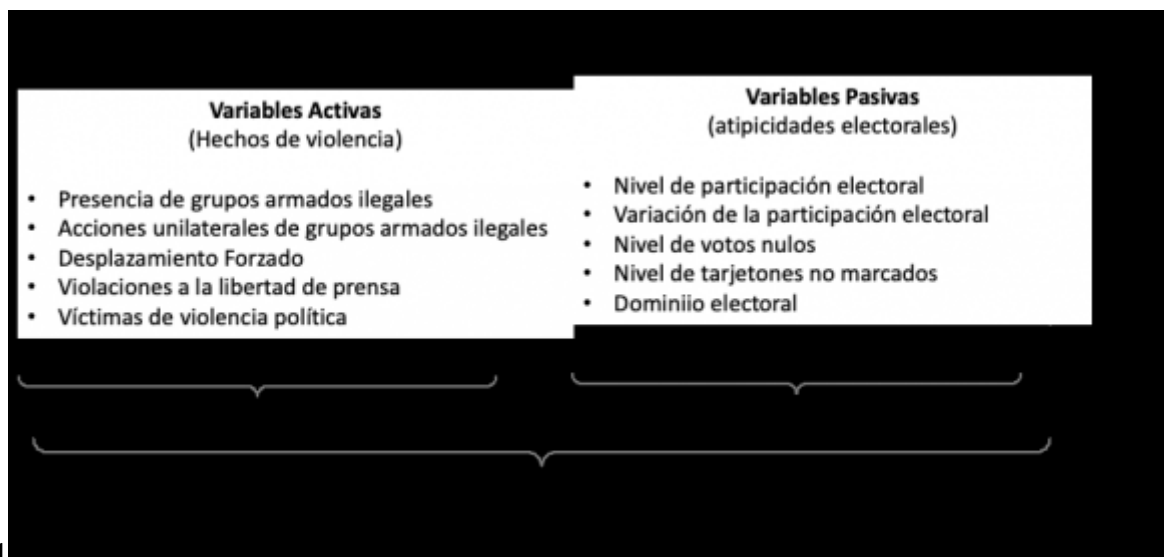 Variables Activas
(Hechos de violencia)
• Presencia de grupos armados ilegales
• Acciones unilaterales de grupos armados ilegales
• Desplazamiento Forzado
• Violaciones a la libertad de prensa
• Víctimas de violencia política
Variables Pasivas
(atipicidades electorales)
• Nivel de participación electoral
• Variación de la participación electoral
• Nivel de votos nulos
• Nivel de tarjetones no marcados
• Dominiio electoral